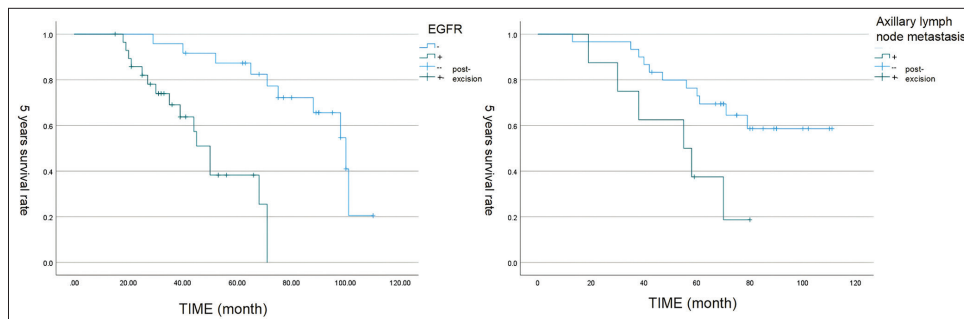 EGFR
-
+
-- post-
+ excision
1.0
0.8
0.6
0.4
0.2
0.0
5 years survival rate
.00 20.00 40.00 60.00 80.00 100.00 120.00
TIME (month)
Axillary lymph
node metastasis
+
-- post-
+ excision
1.0
0.8
0.6
0.4
0.2
0.0
5 years survival rate
0 20 40 60 80 100 120
TIME (month)